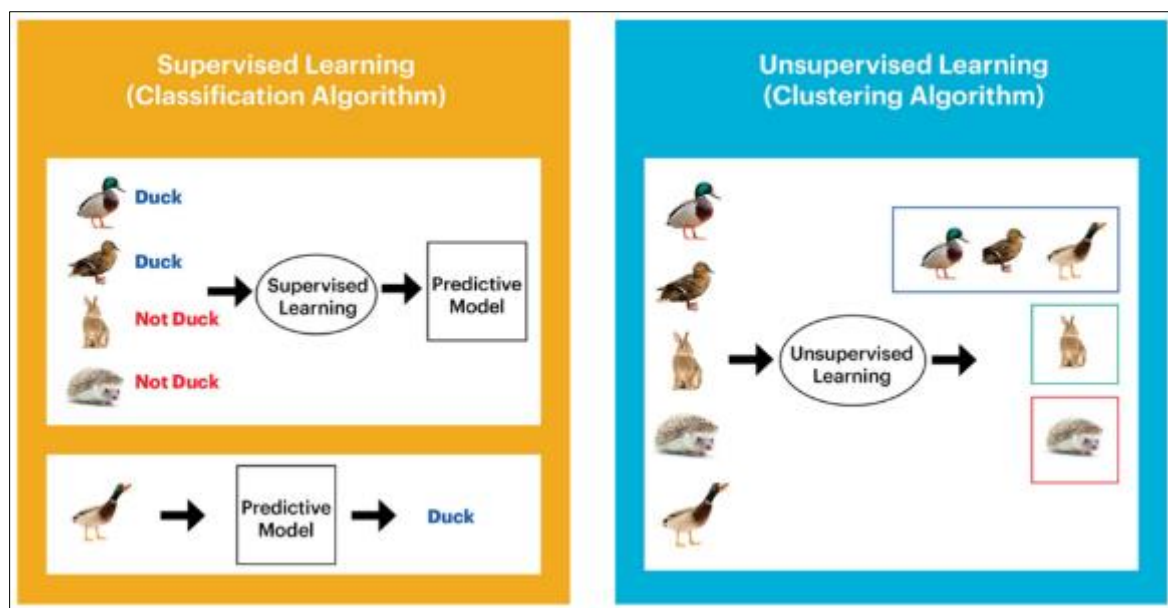 Supervised Learning
(Classification Algorithm)
Duck
Duck
Not Duck
Not Duck
Supervised
Learning
Predictive
Model
Predictive
Model
Duck
Unsupervised Learning
(Clustering Algorithm)
Unsupervised
Learning